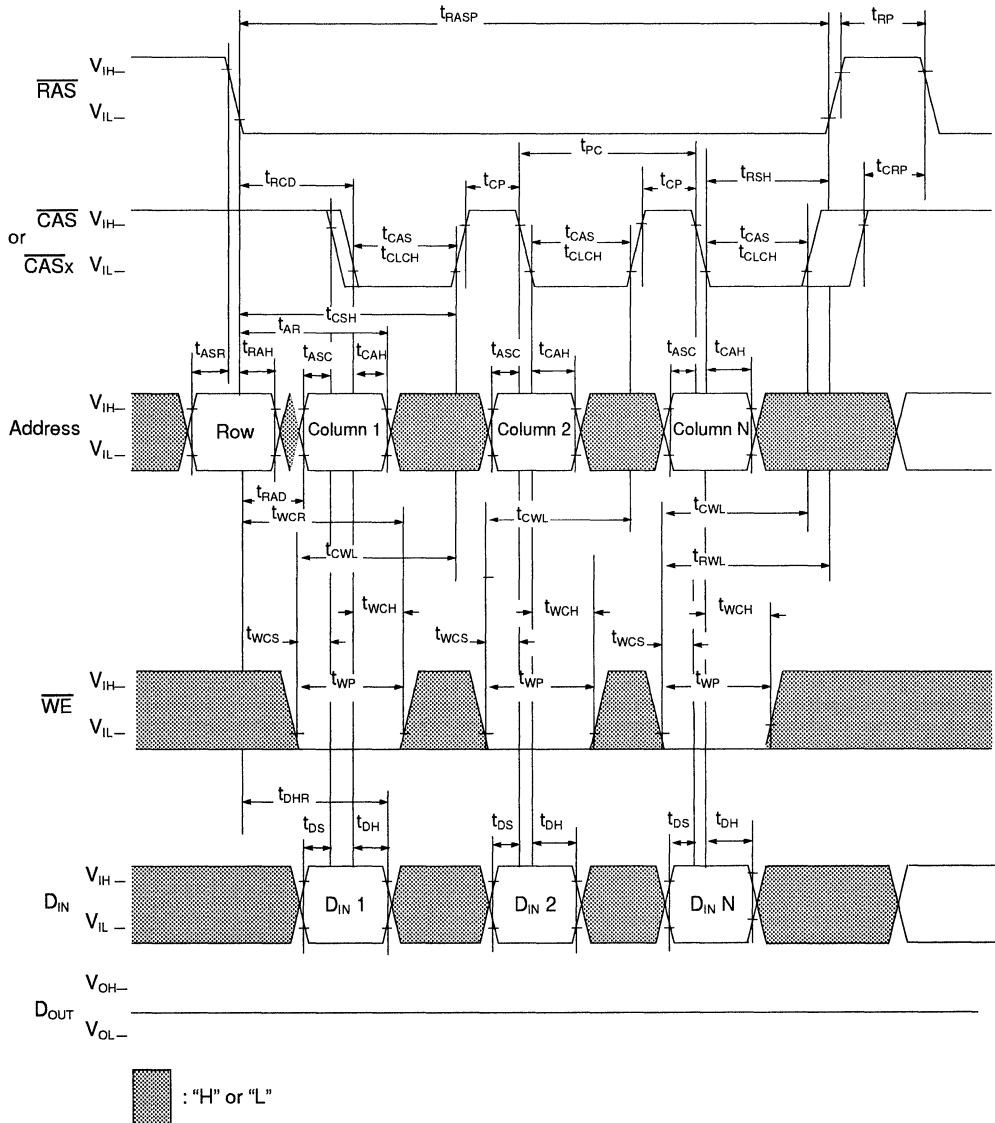 tRASP
tRP
RAS
VIH
VIL
tPC
tRCD
tCP
tCP
tRSH
tCRP
CAS
or
CASx
VIH
VIL
tCAS
tCLCH
tCAS
tCLCH
tCAS
tCLCH
tCSH
tAR
tASR
tRAH
tASC
tCAH
tASC
tCAH
tASC
tCAH
Address
VIH
VIL
Row
Column 1
Column 2
Column N
tRAD
tWCR
tCWL
tCWL
tCWL
tRWL
tWCH
tWCH
tWCH
tWCS
tWCS
tWCS
tWP
tWP
tWP
WE
VIH
VIL
tDHR
tDS
tDH
tDS
tDH
tDS
tDH
DIN
VIH
VIL
DIN 1
DIN 2
DIN N
DOUT
VOH
VOL
: "H" or "L"